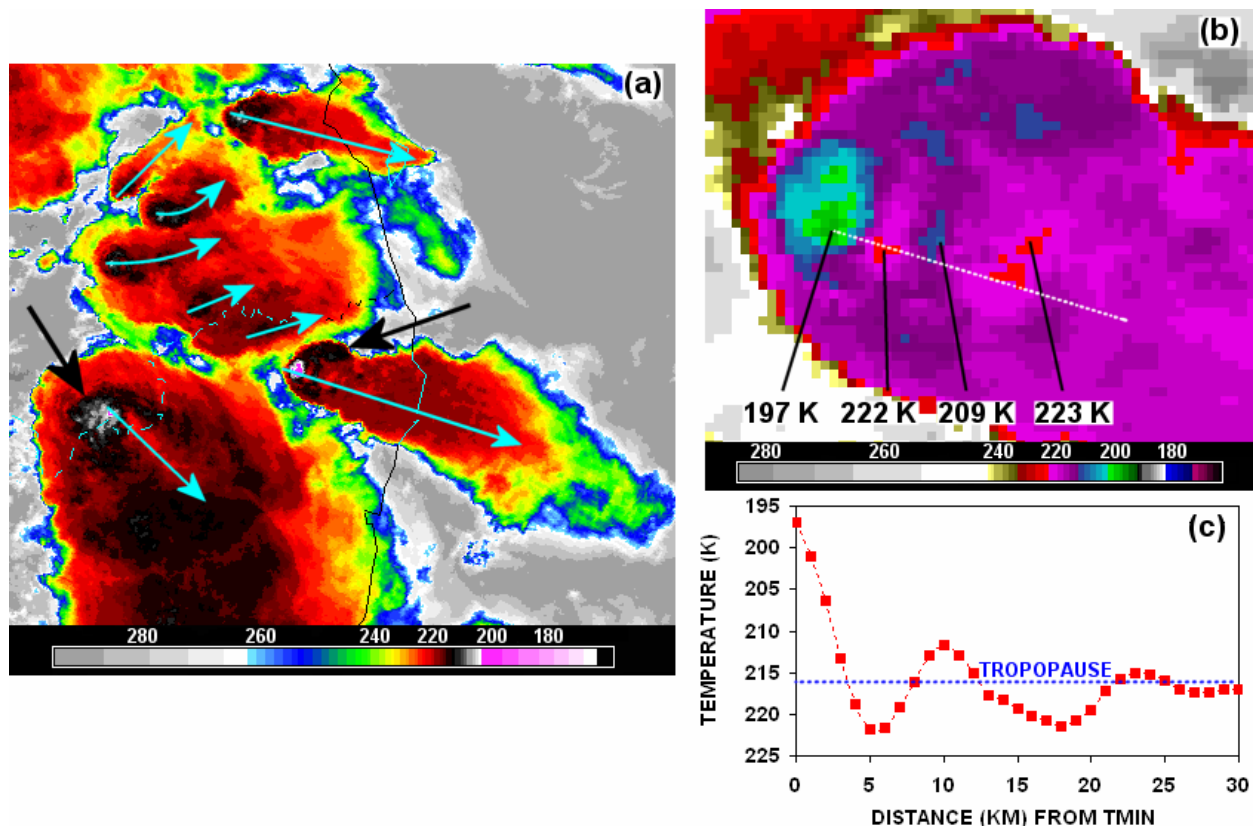 (a)
280 260 240 220 200 180
(b)
197 K 222 K 209 K 223 K
280 260 240 220 200 180
(c)
TEMPERATURE (K)
195
200
205
210
215
220
225
TROPOPAUSE
0 5 10 15 20 25 30
DISTANCE (KM) FROM TMIN